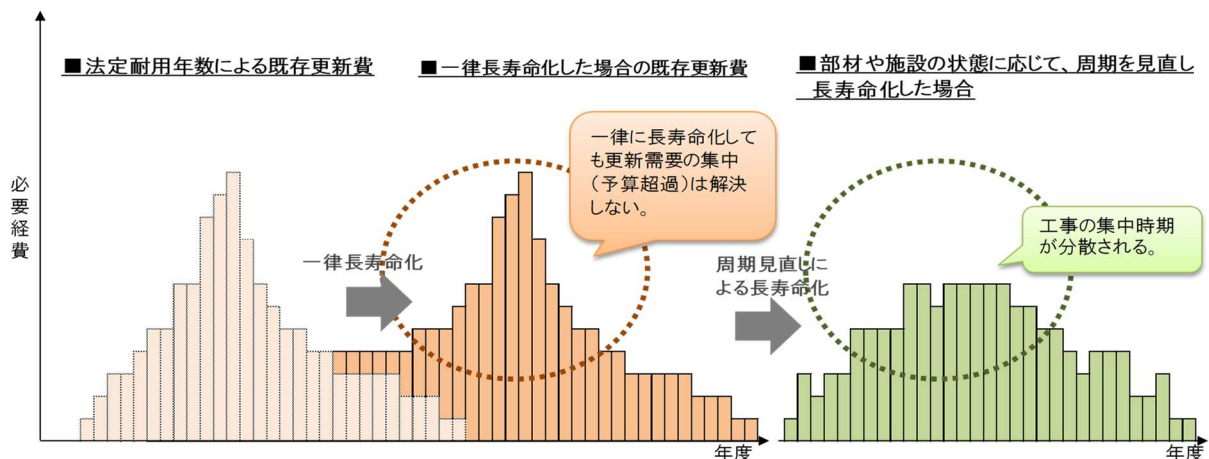 ■法定耐用年数による既存更新費
■一律長寿命化した場合の既存更新費
■部材や施設の状態に応じて、周期を見直し
長寿命化した場合
一律に長寿命化して
も更新需要の集中
（予算超過）は解決
しない。
必要経費
工事の集中時期
が分散される。
一律長寿命化
周期見直しに
よる長寿命化
年度
年度